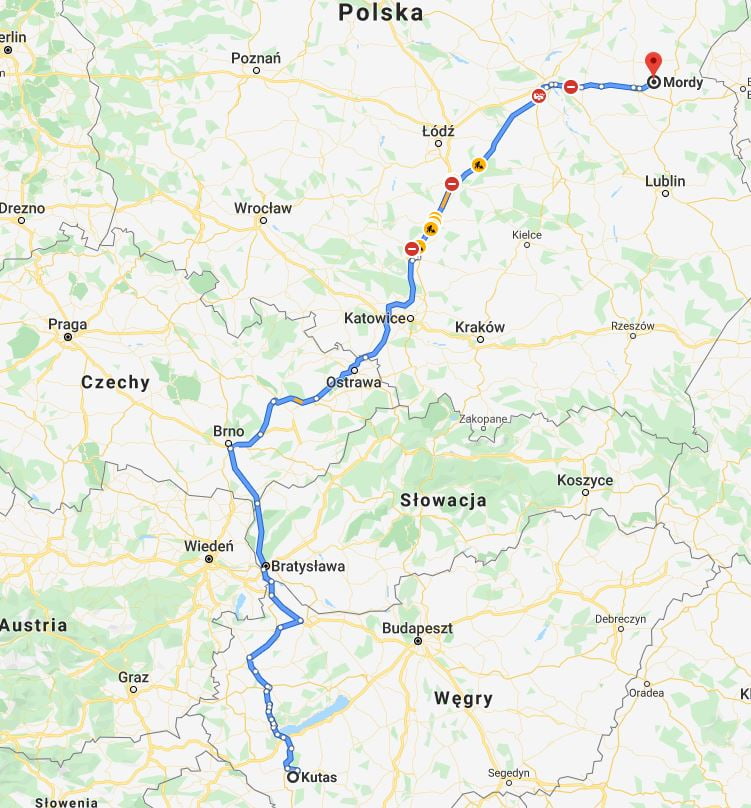 Polska
erlin
Poznań
Mordy
Łódź
Lublin
Drezno
Wrocław
Kielce
Praga
Katowice
Kraków
Rzeszów
Czechy
Ostrawa
Brno
Zakopane
Koszyce
Słowacja
Wiedeń
Bratysława
Austria
Budapeszt
Debreczyn
Graz
Węgry
Oradea
Kl
Kutas
Segedyn
Słowenia